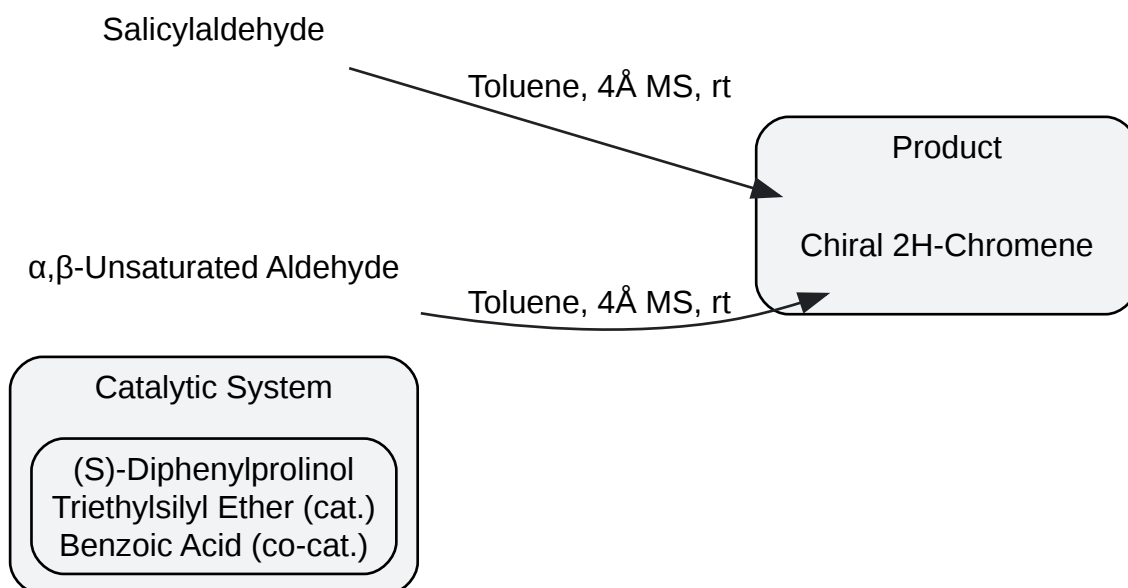 Salicylaldehyde
Toluene, 4Å MS, rt
Product
Chiral 2H-Chromene
α,β-Unsaturated Aldehyde
Toluene, 4Å MS, rt
Catalytic System
(S)-Diphenylprolinol
Triethylsilyl Ether (cat.)
Benzoic Acid (co-cat.)